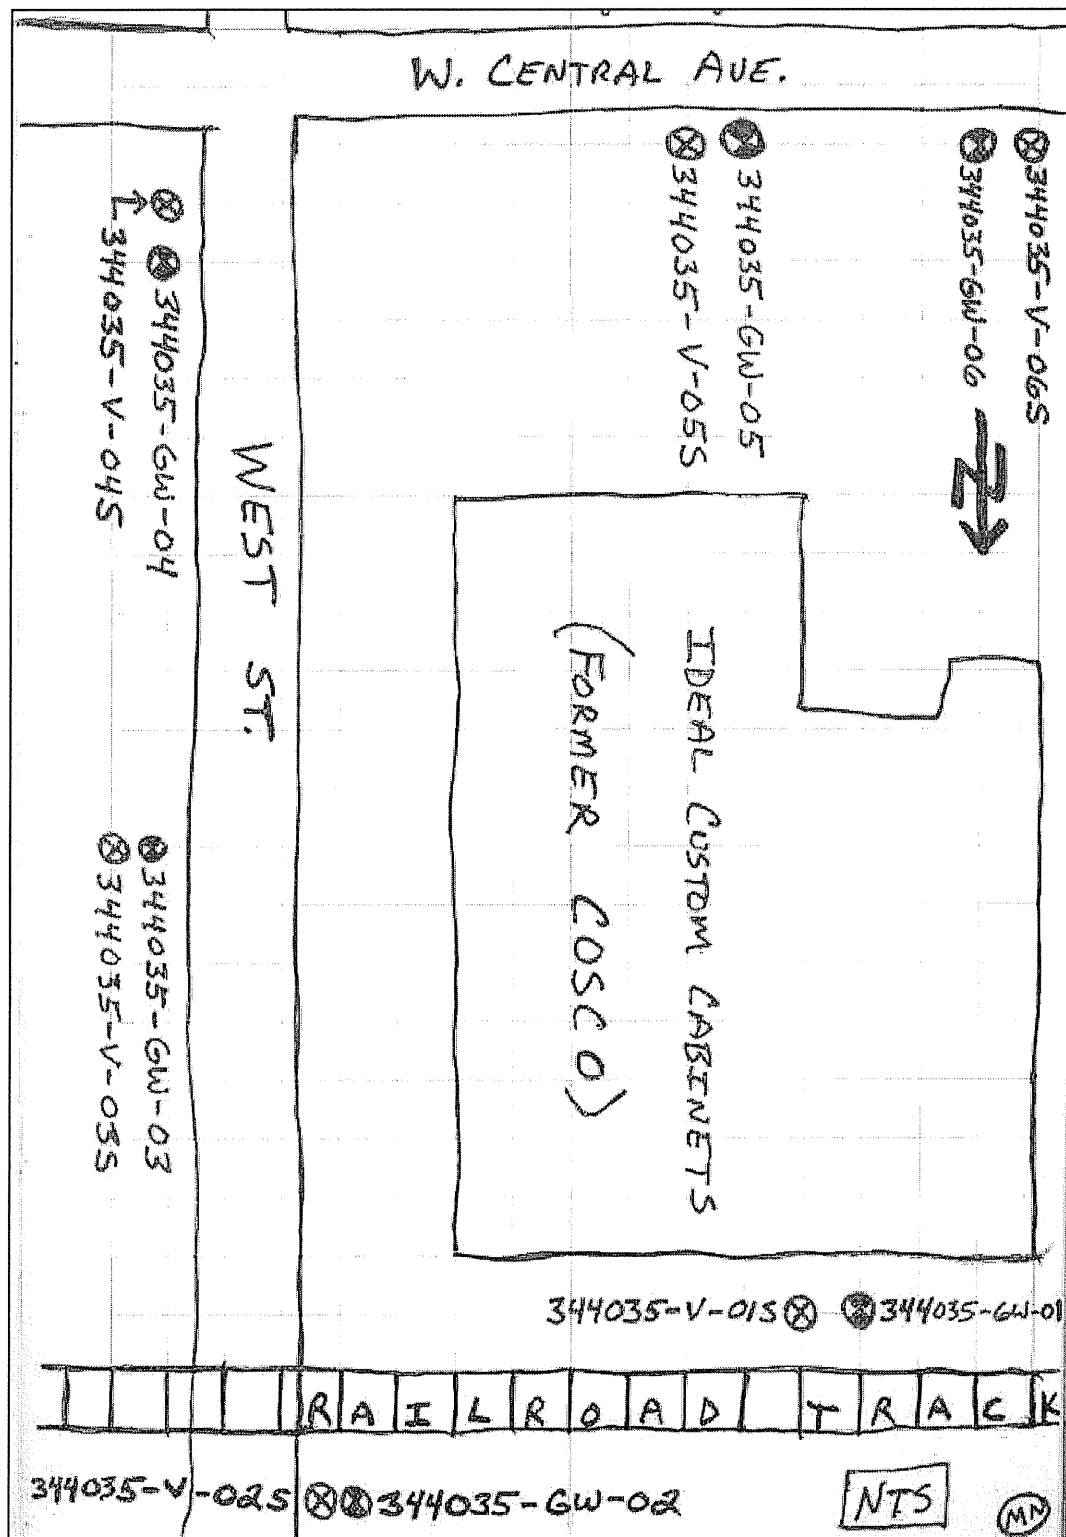 W. CENTRAL AVE.
344035-V-06S
344035-GW-06
344035-GW-05
344035-V-05S
344035-GW-04
344035-V-04S
N
WEST ST.
IDEAL CUSTOM CABINETS
(FORMER COSCO)
344035-GW-03
344035-V-03S
344035-V-01S
344035-GW-01
RAILROAD TRACK
344035-V-02S
344035-GW-02
NTS
MN